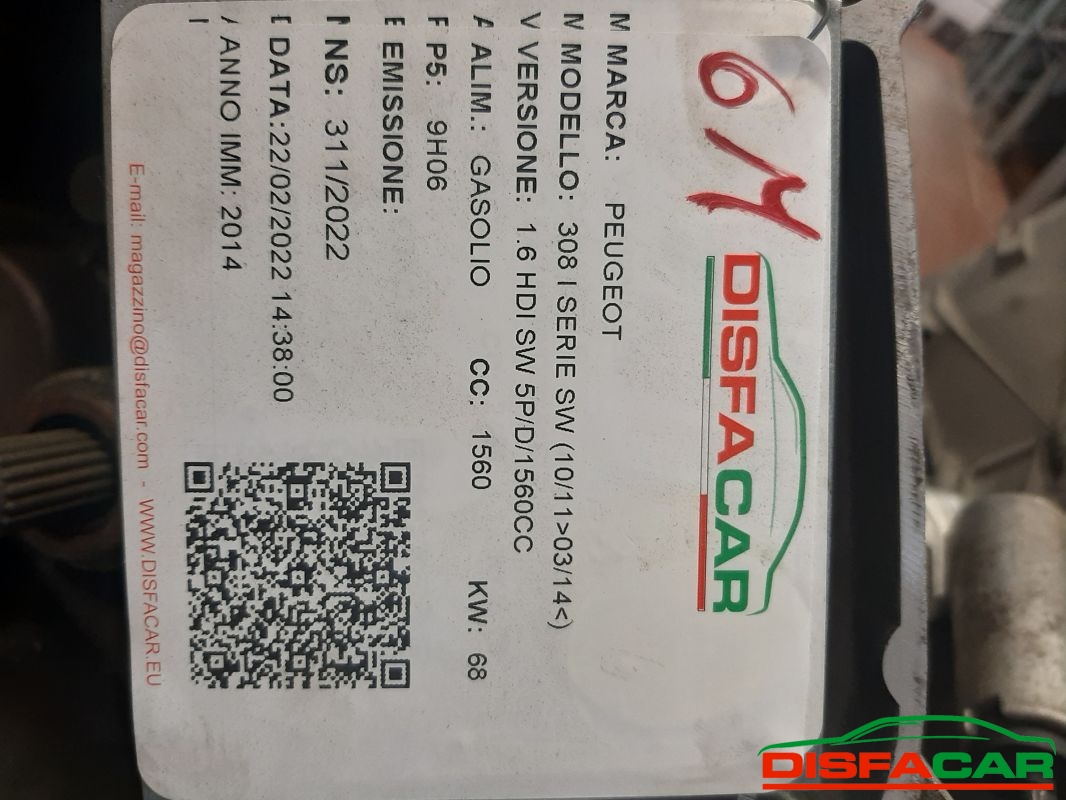 6M
DISFACAR
M MARCA: PEUGEOT
M MODELLO: 308 I SERIE SW (10/11>03/14<)
V VERSIONE: 1.6 HDI SW 5P/D/1560CC
A ALIM.: GASOLIO CC: 1560 KW: 68
F P5: 9H06
E EMISSIONE:
N NS: 311/2022
D DATA:22/02/2022 14:38:00
A ANNO IMM: 2014
E-mail: magazzino@disfacar.com - WWW.DISFACAR.EU
DISFACAR